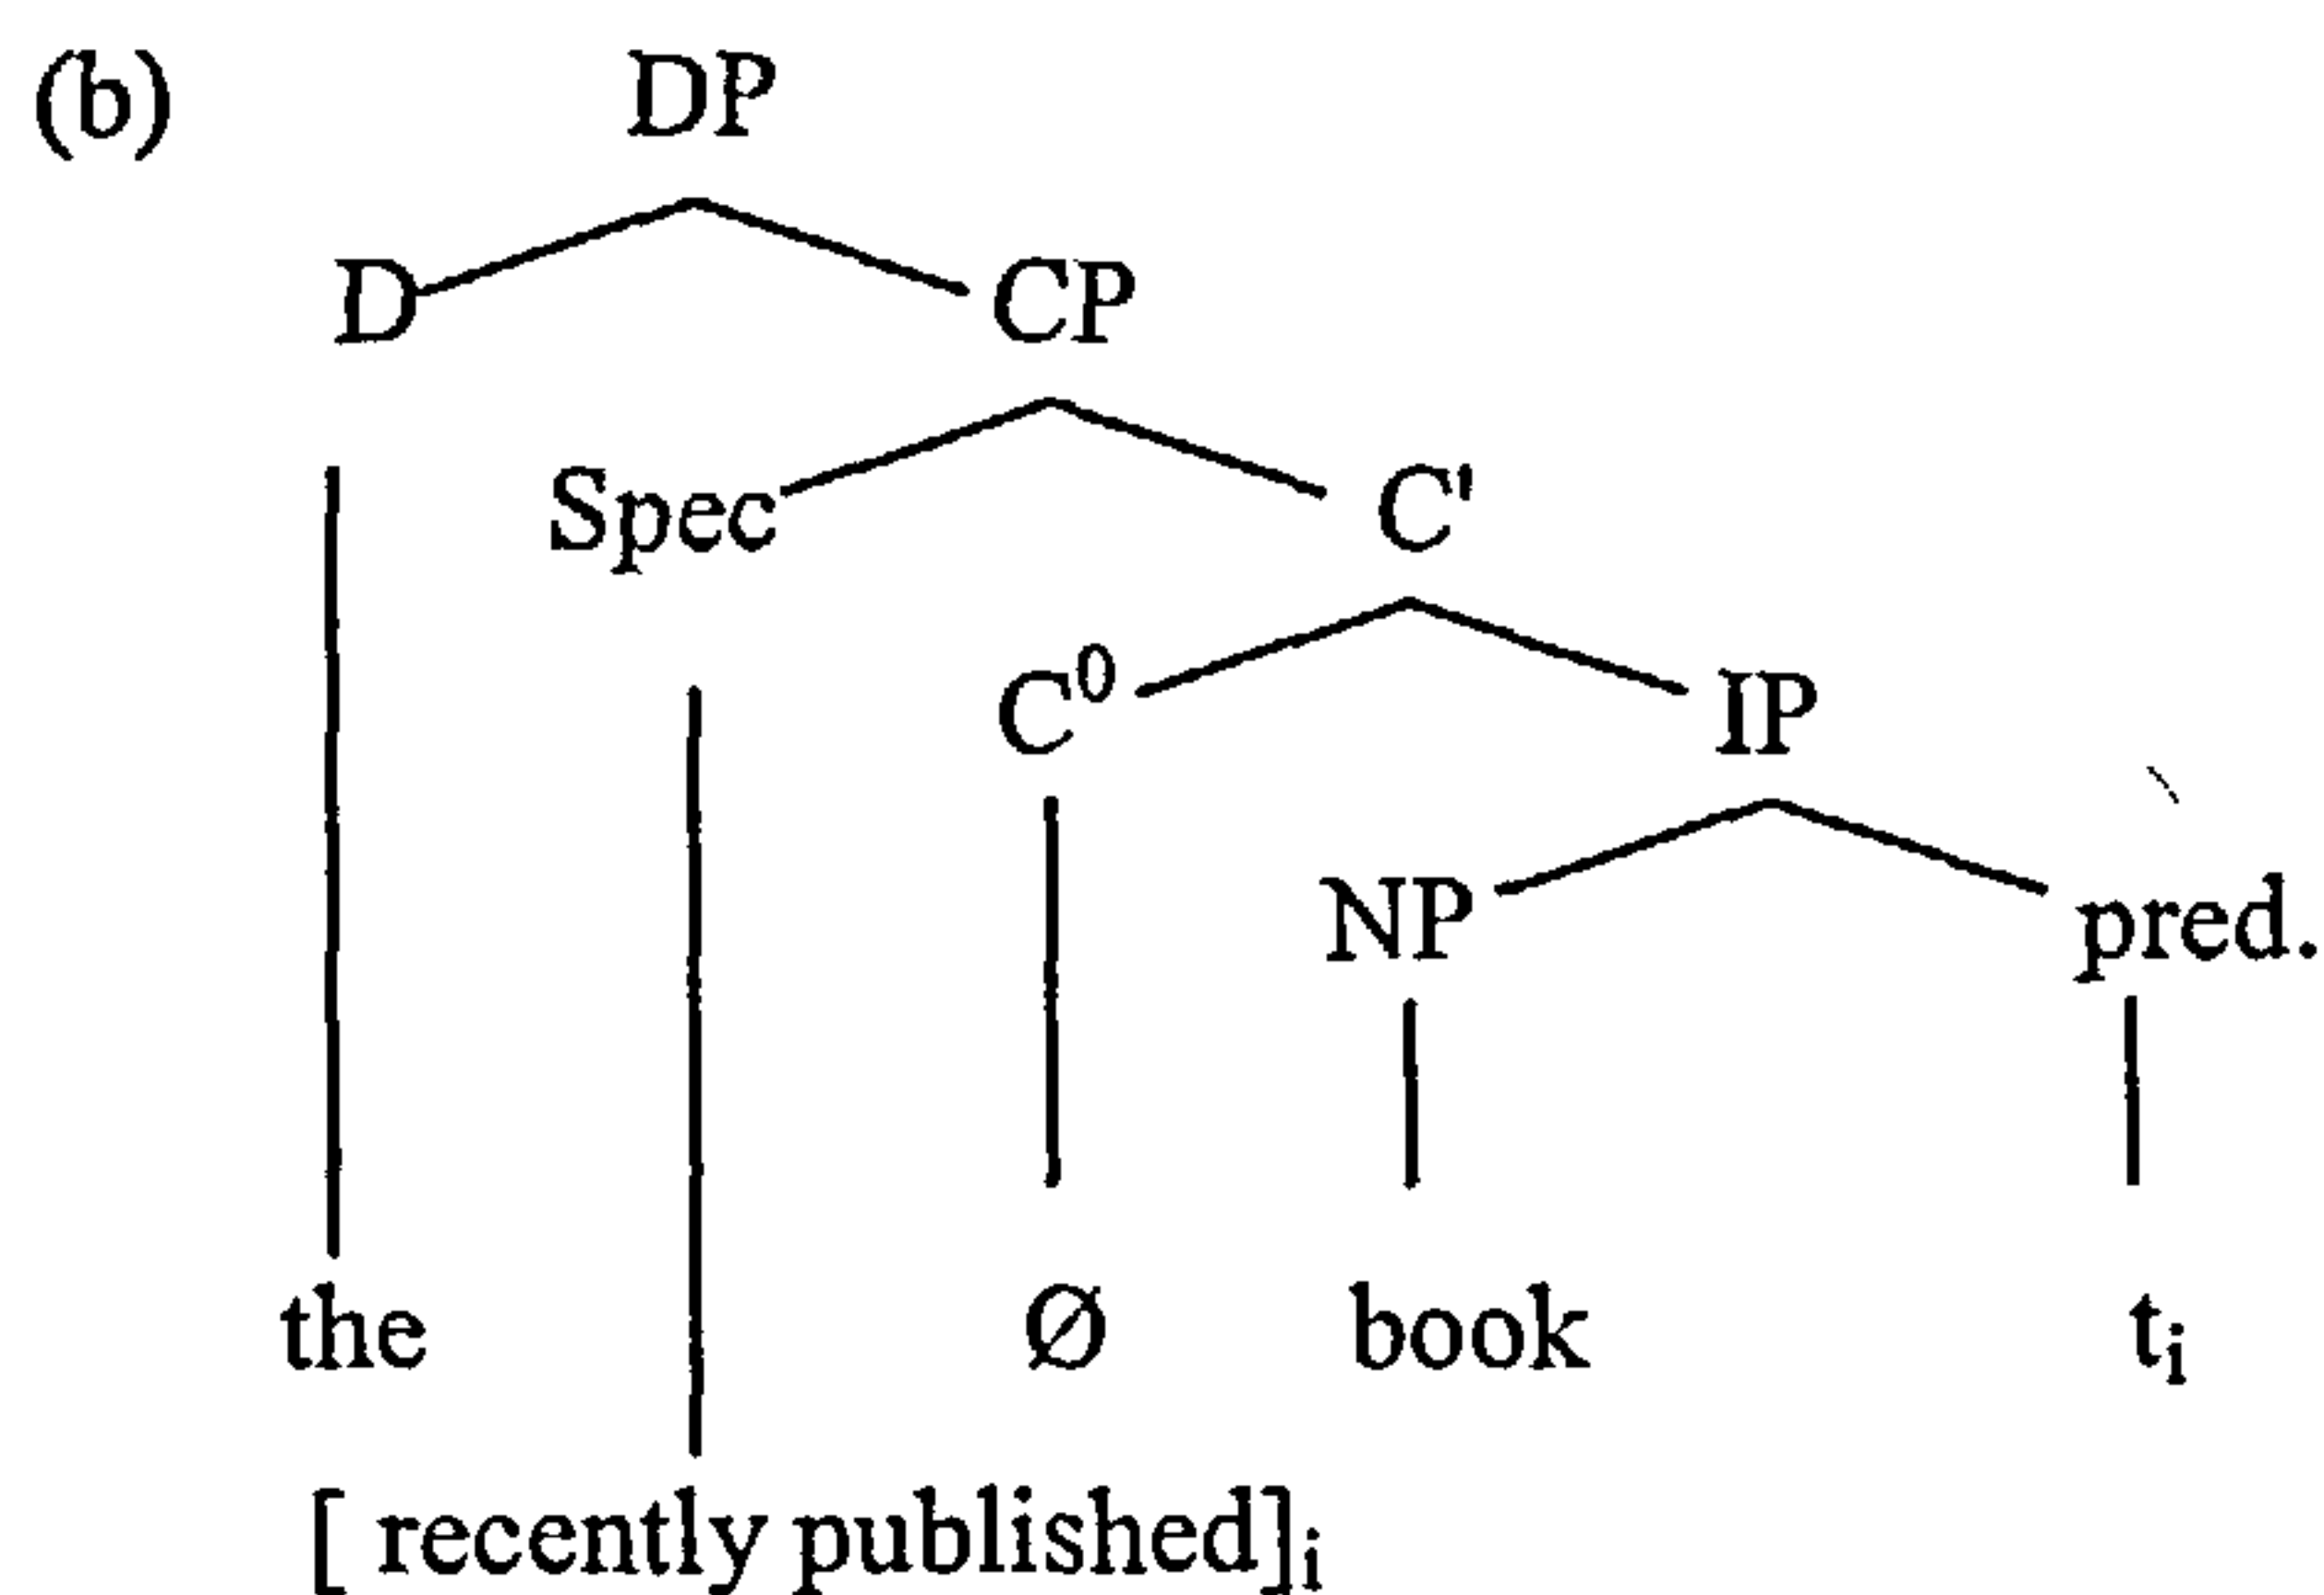 (b) DP
D CP
Spec C'
C⁰ IP
NP pred.
the Ø book tᵢ
[ recently published]ᵢ